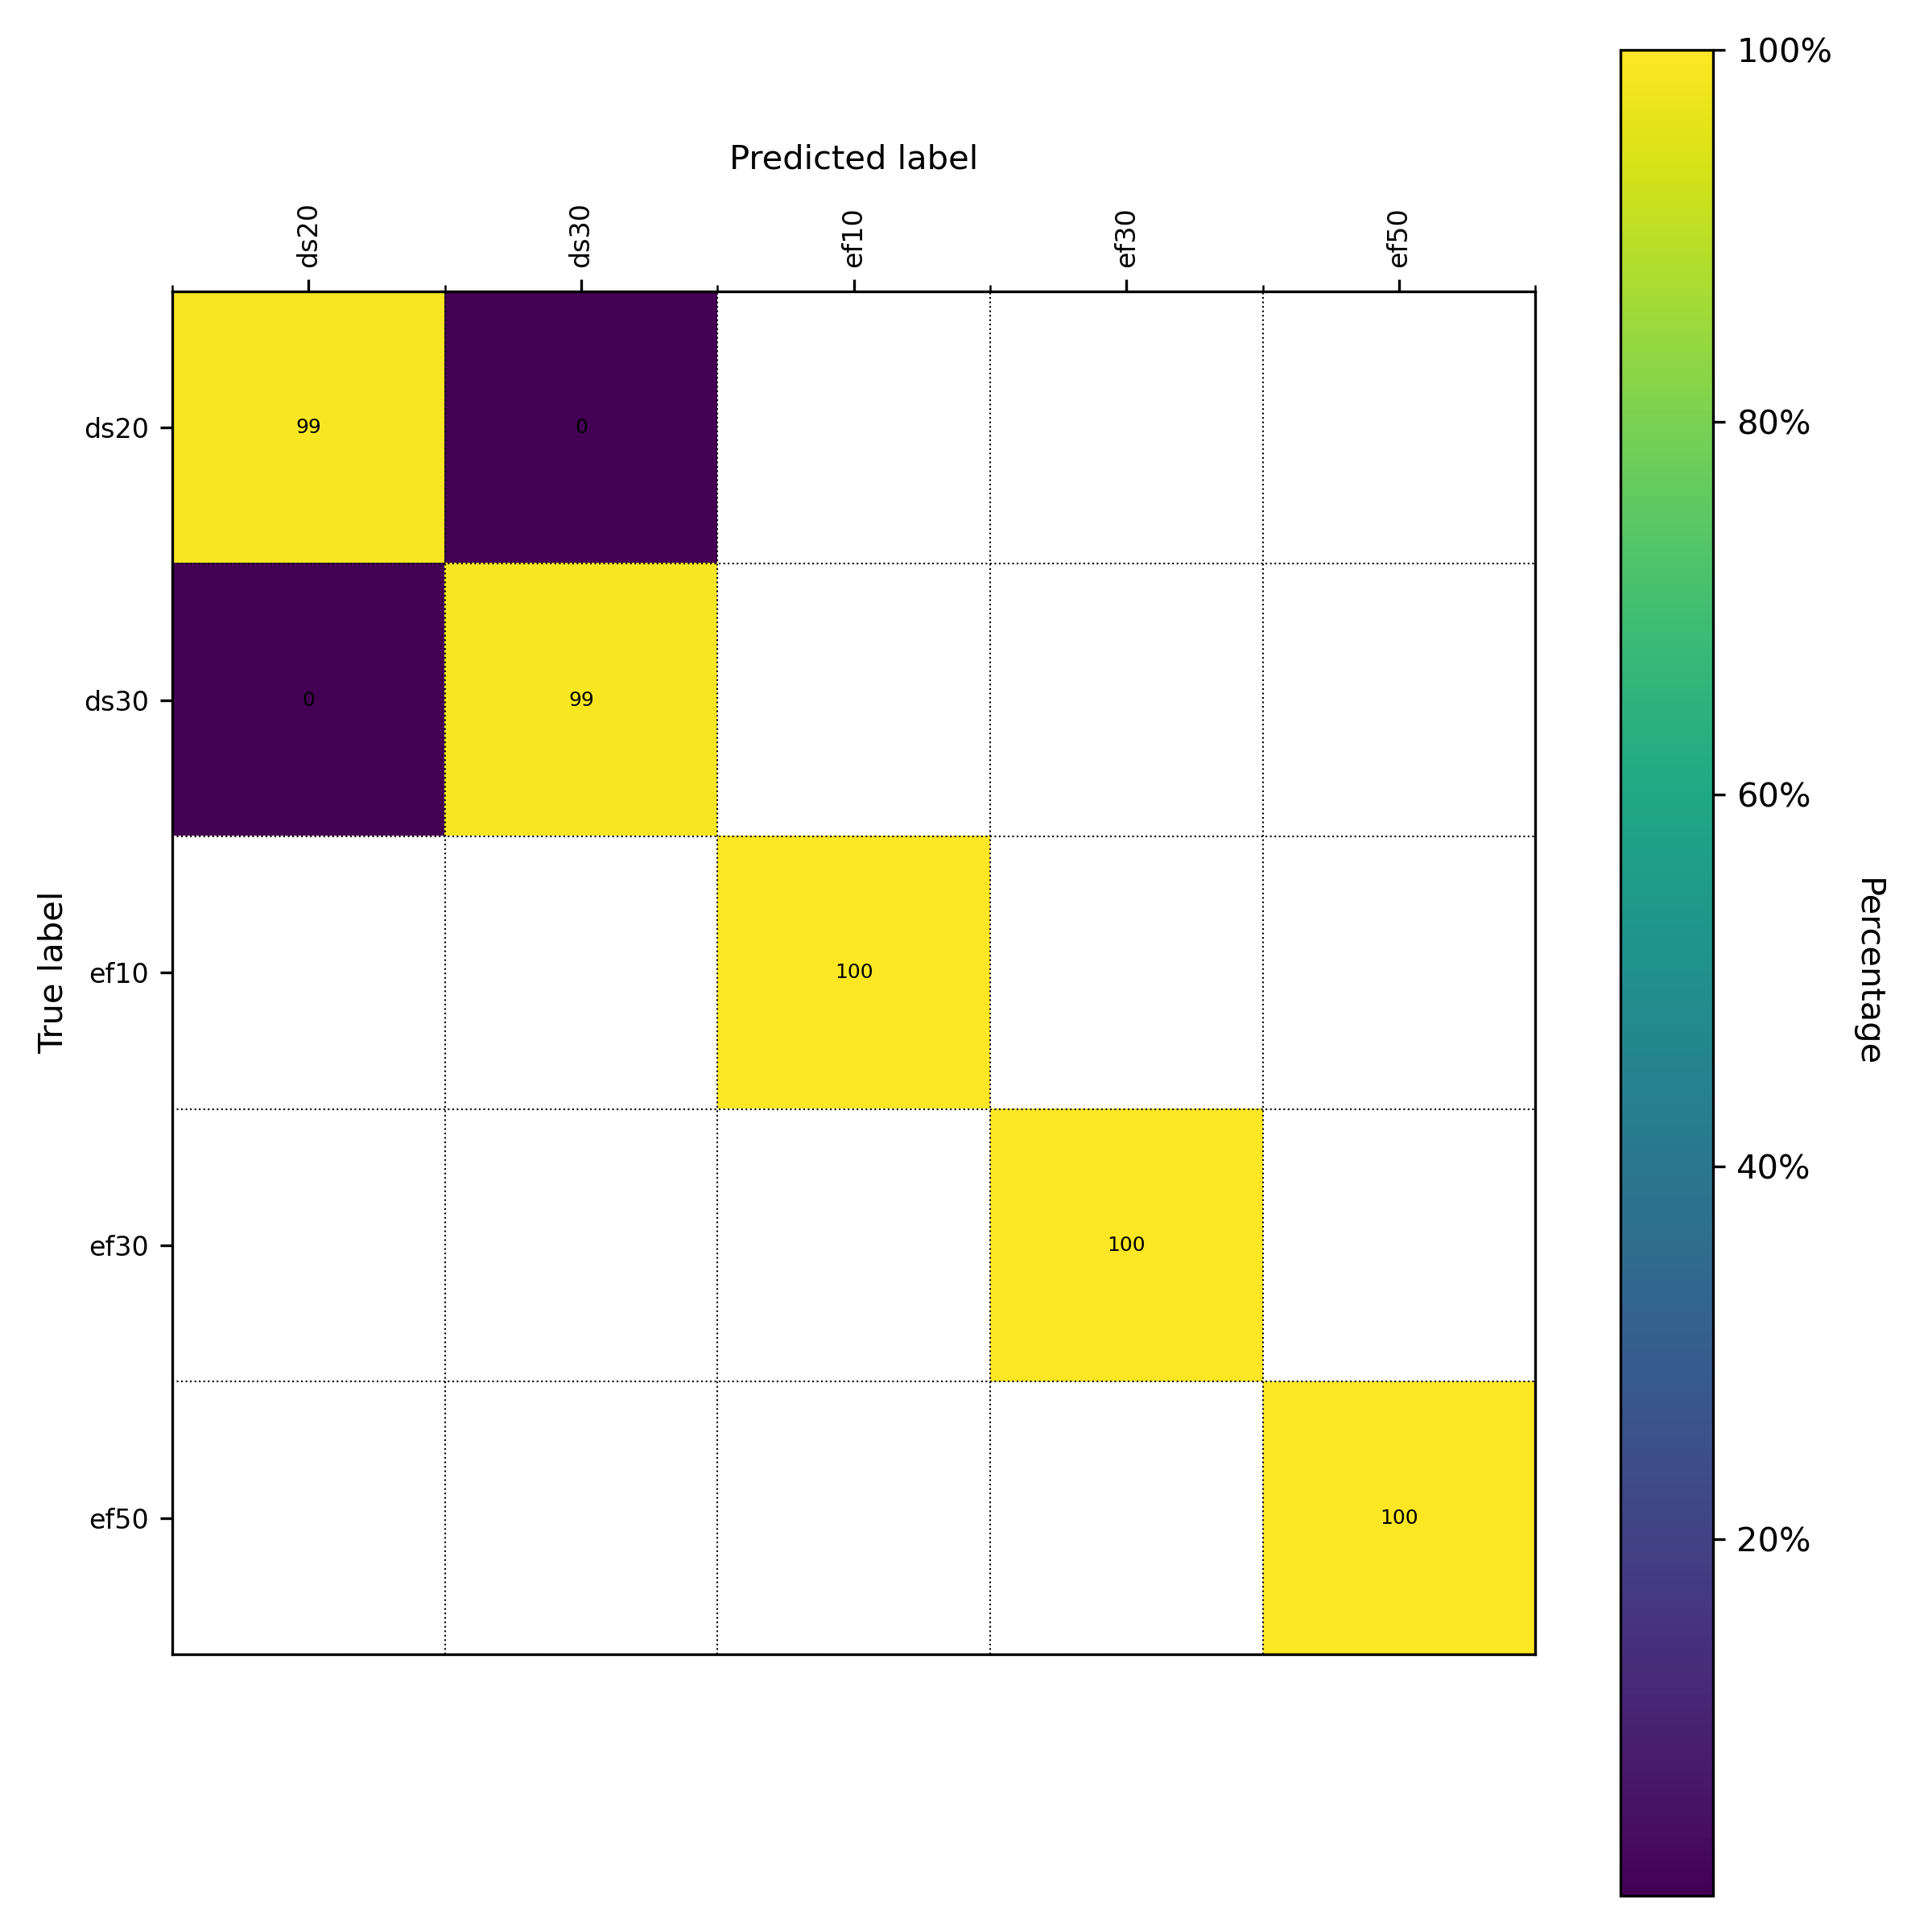 Predicted label
ds20 ds30 ef10 ef30 ef50
ds20 99 0
ds30 0 99
ef10 100
ef30 100
ef50 100
True label
100%
80%
60%
40%
20%
Percentage